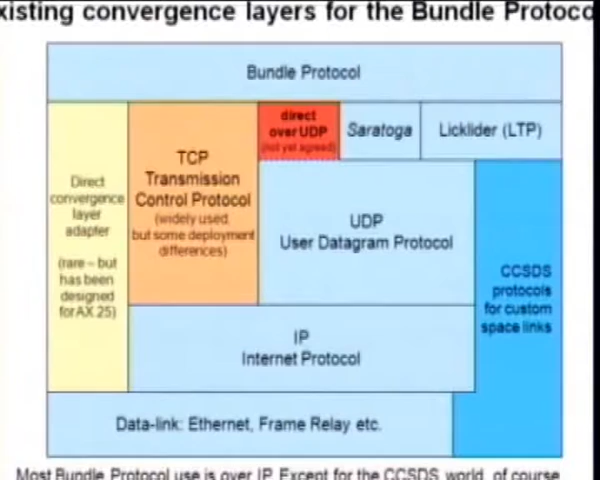 xisting convergence layers for the Bundle Protoco
Bundle Protocol
direct
over UDP
(not yet agreed)
Saratoga
Licklider (LTP)
TCP
Transmission
Control Protocol
(widely used
but some deployment
differences)
Direct
convergence
layer
adapter
(rare – but
has been
designed
for AX.25)
UDP
User Datagram Protocol
CCSDS
protocols
for custom
space links
IP
Internet Protocol
Data-link: Ethernet, Frame Relay etc.
Most Bundle Protocol use is over IP. Except for the CCSDS world, of course